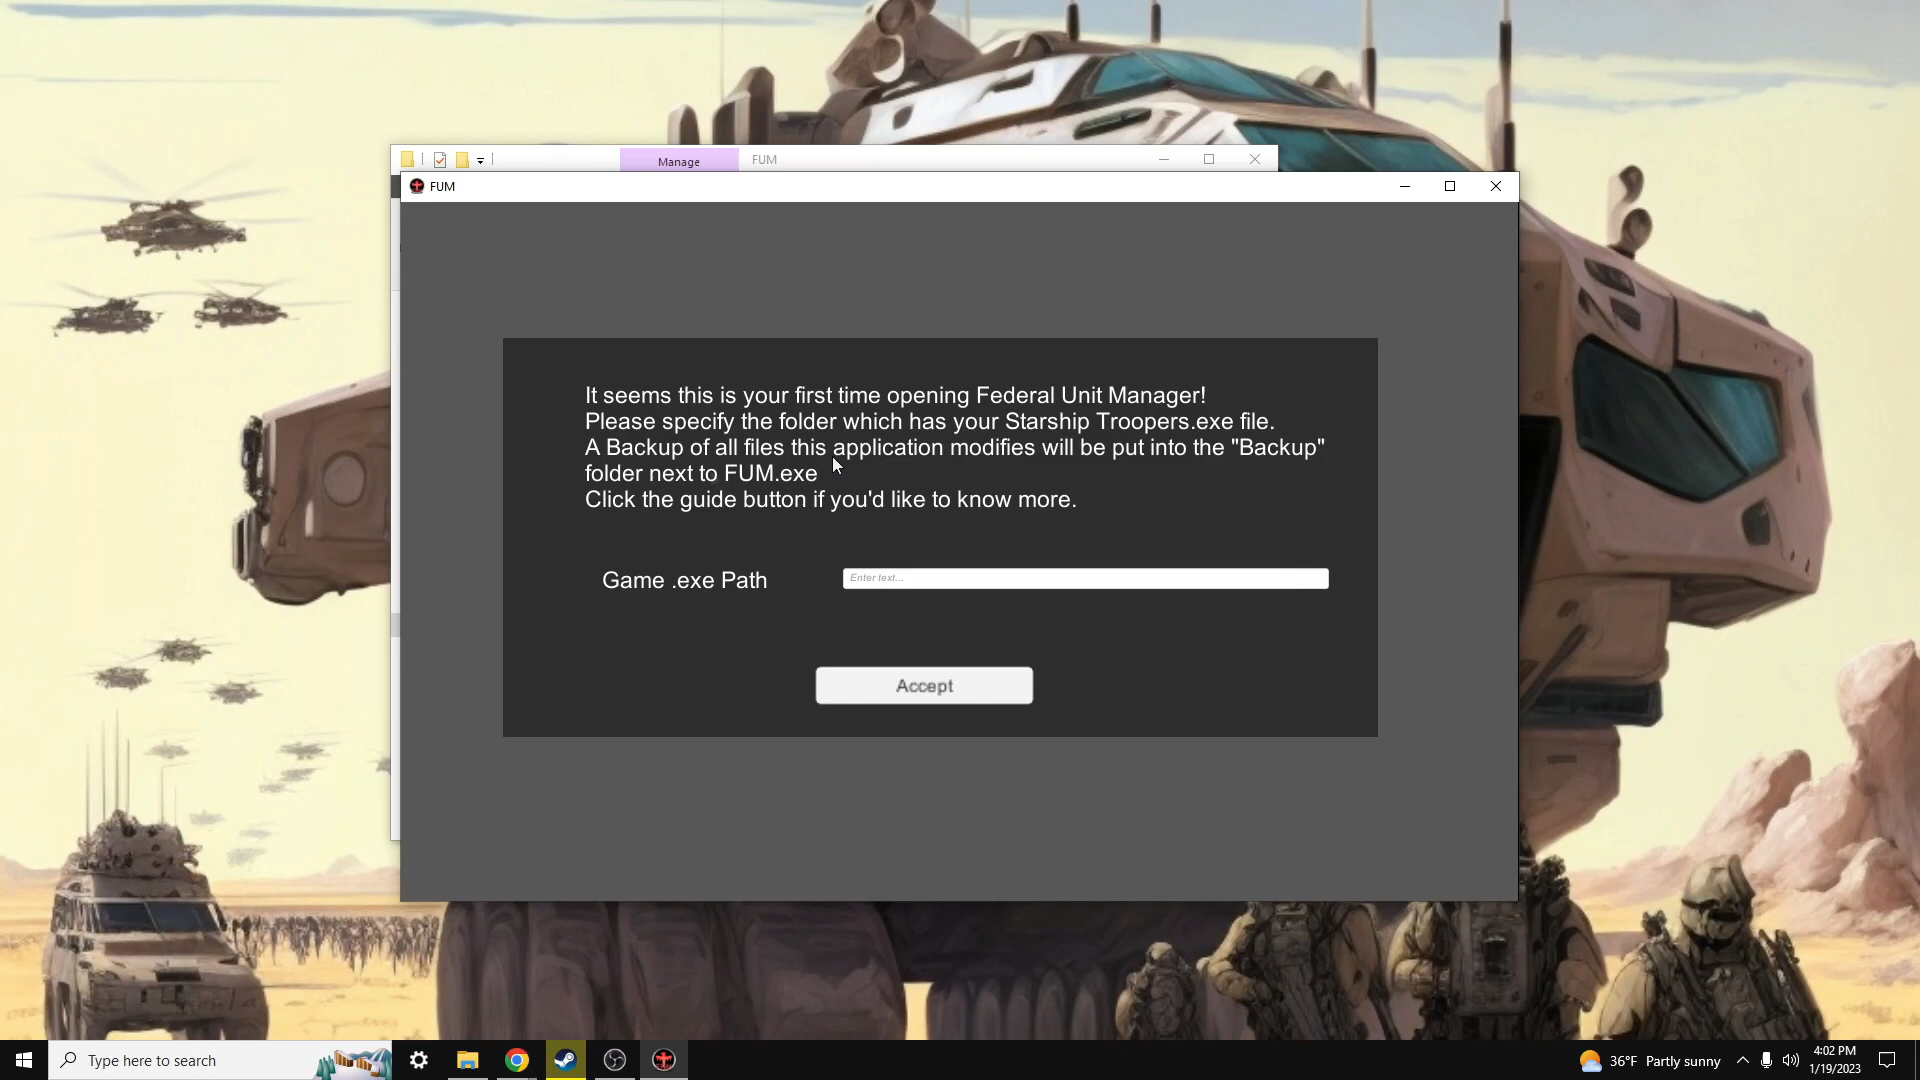 Manage
FUM
FUM
It seems this is your first time opening Federal Unit Manager!
Please specify the folder which has your Starship Troopers.exe file.
A Backup of all files this application modifies will be put into the "Backup"
folder next to FUM.exe
Click the guide button if you'd like to know more.
Game .exe Path
Enter text...
Accept
Type here to search
36°F Partly sunny
4:02 PM
1/19/2023